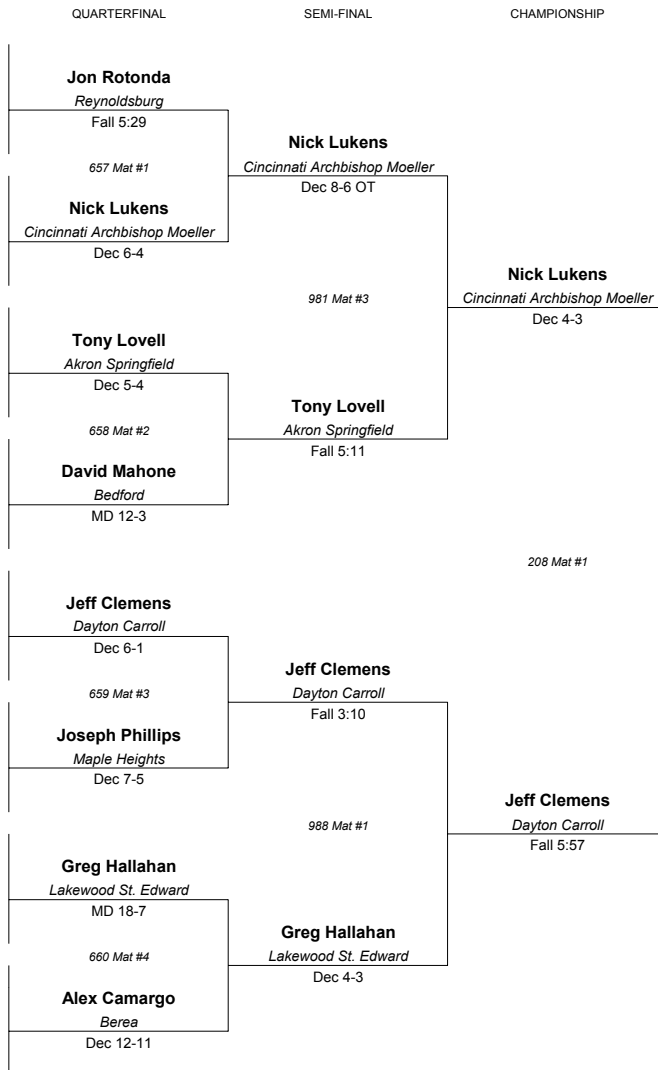 QUARTERFINAL SEMI-FINAL CHAMPIONSHIP
Jon Rotonda
Reynoldsburg
Fall 5:29
657 Mat #1
Nick Lukens
Cincinnati Archbishop Moeller
Dec 6-4
Tony Lovell
Akron Springfield
Dec 5-4
658 Mat #2
David Mahone
Bedford
MD 12-3
Jeff Clemens
Dayton Carroll
Dec 6-1
659 Mat #3
Joseph Phillips
Maple Heights
Dec 7-5
Greg Hallahan
Lakewood St. Edward
MD 18-7
660 Mat #4
Alex Camargo
Berea
Dec 12-11
Nick Lukens
Cincinnati Archbishop Moeller
Dec 8-6 OT
981 Mat #3
Tony Lovell
Akron Springfield
Fall 5:11
Jeff Clemens
Dayton Carroll
Fall 3:10
988 Mat #1
Greg Hallahan
Lakewood St. Edward
Dec 4-3
Nick Lukens
Cincinnati Archbishop Moeller
Dec 4-3
208 Mat #1
Jeff Clemens
Dayton Carroll
Fall 5:57